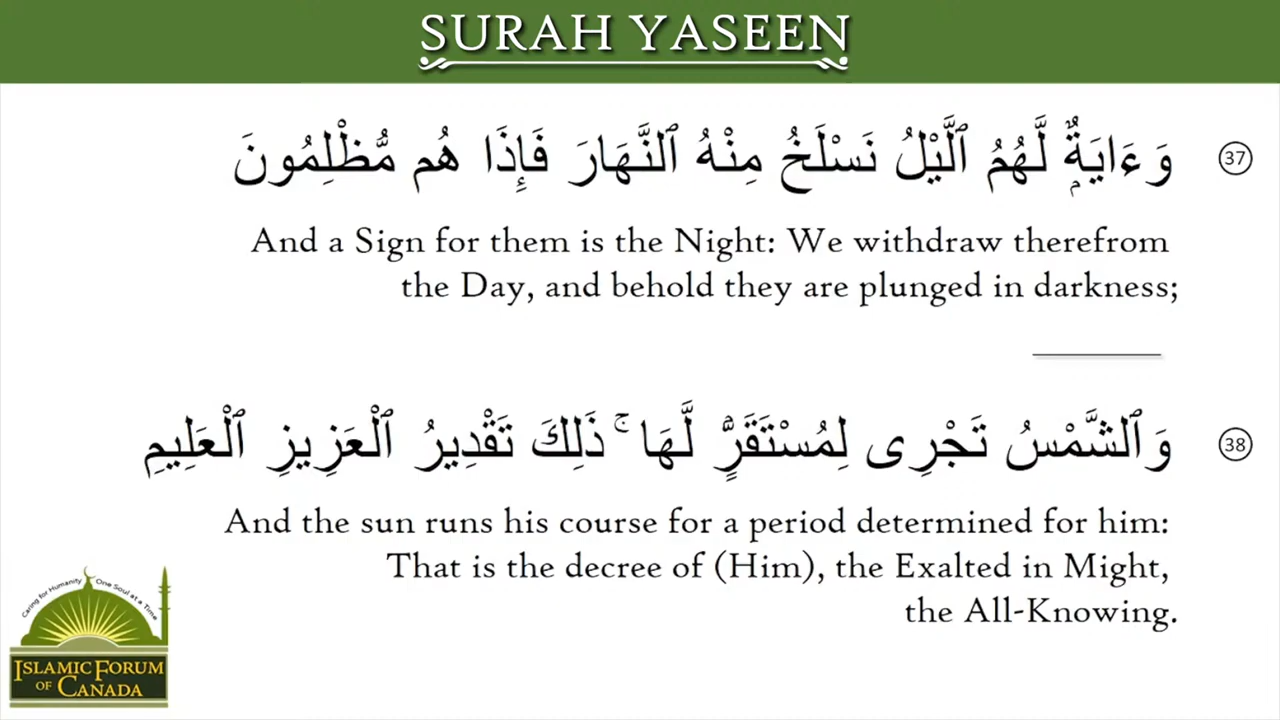 SURAH YASEEN
وَءَايَةٌۭ لَّهُمُ ٱلَّيْلُ نَسْلَخُ مِنْهُ ٱلنَّهَارَ فَإِذَا هُم مُّظْلِمُونَ 37
And a Sign for them is the Night: We withdraw therefrom
the Day, and behold they are plunged in darkness;
وَٱلشَّمْسُ تَجْرِى لِمُسْتَقَرٍّۢ لَّهَا ۚ ذَٰلِكَ تَقْدِيرُ ٱلْعَزِيزِ ٱلْعَلِيمِ 38
And the sun runs his course for a period determined for him:
That is the decree of (Him), the Exalted in Might,
the All-Knowing.
Caring for Humanity One Soul at a Time
ISLAMIC FORUM
OF CANADA